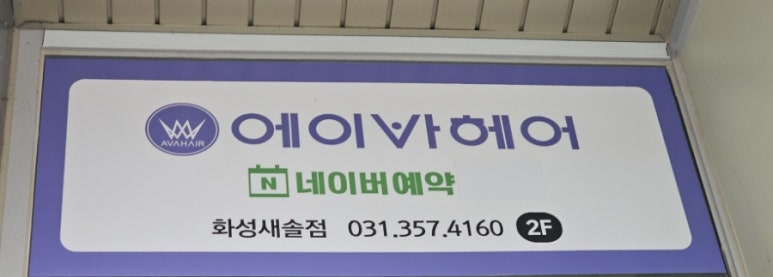 AVAHAIR 에이바헤어
N 네이버예약
화성새솔점 031.357.4160 2F